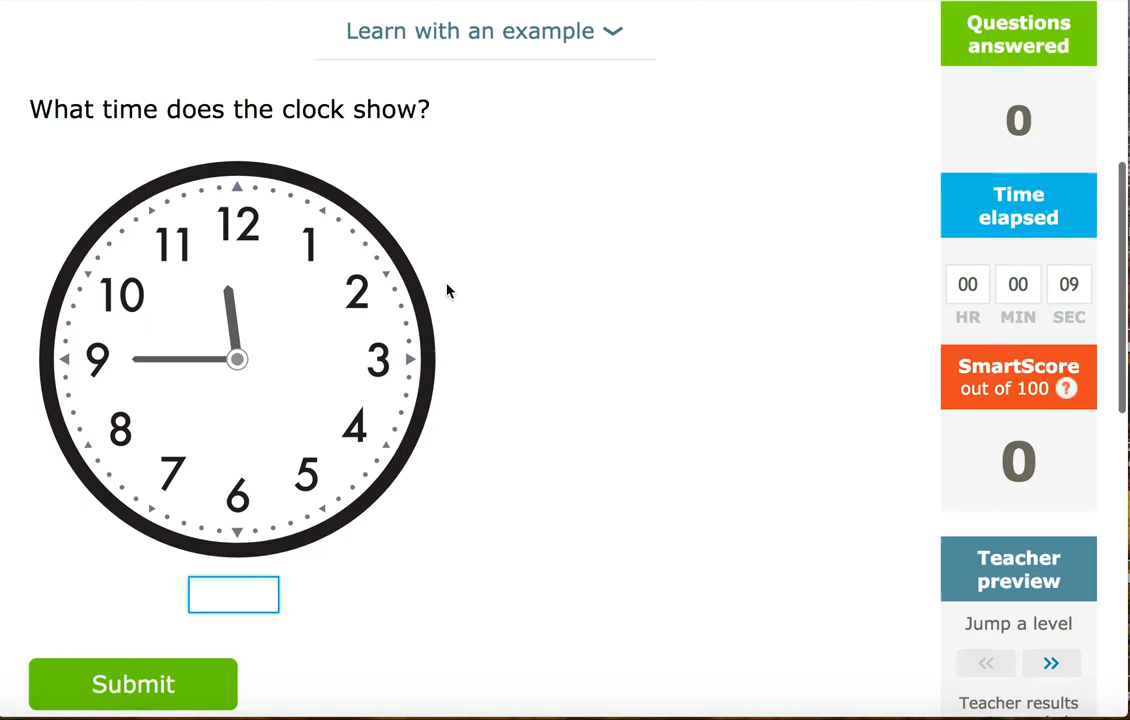 Learn with an example
What time does the clock show?
12
11
1
10
2
9
3
8
4
7
5
6
Submit
Questions
answered
0
Time
elapsed
00 00 09
HR MIN SEC
SmartScore
out of 100 ?
0
Teacher
preview
Jump a level
<< >>
Teacher results